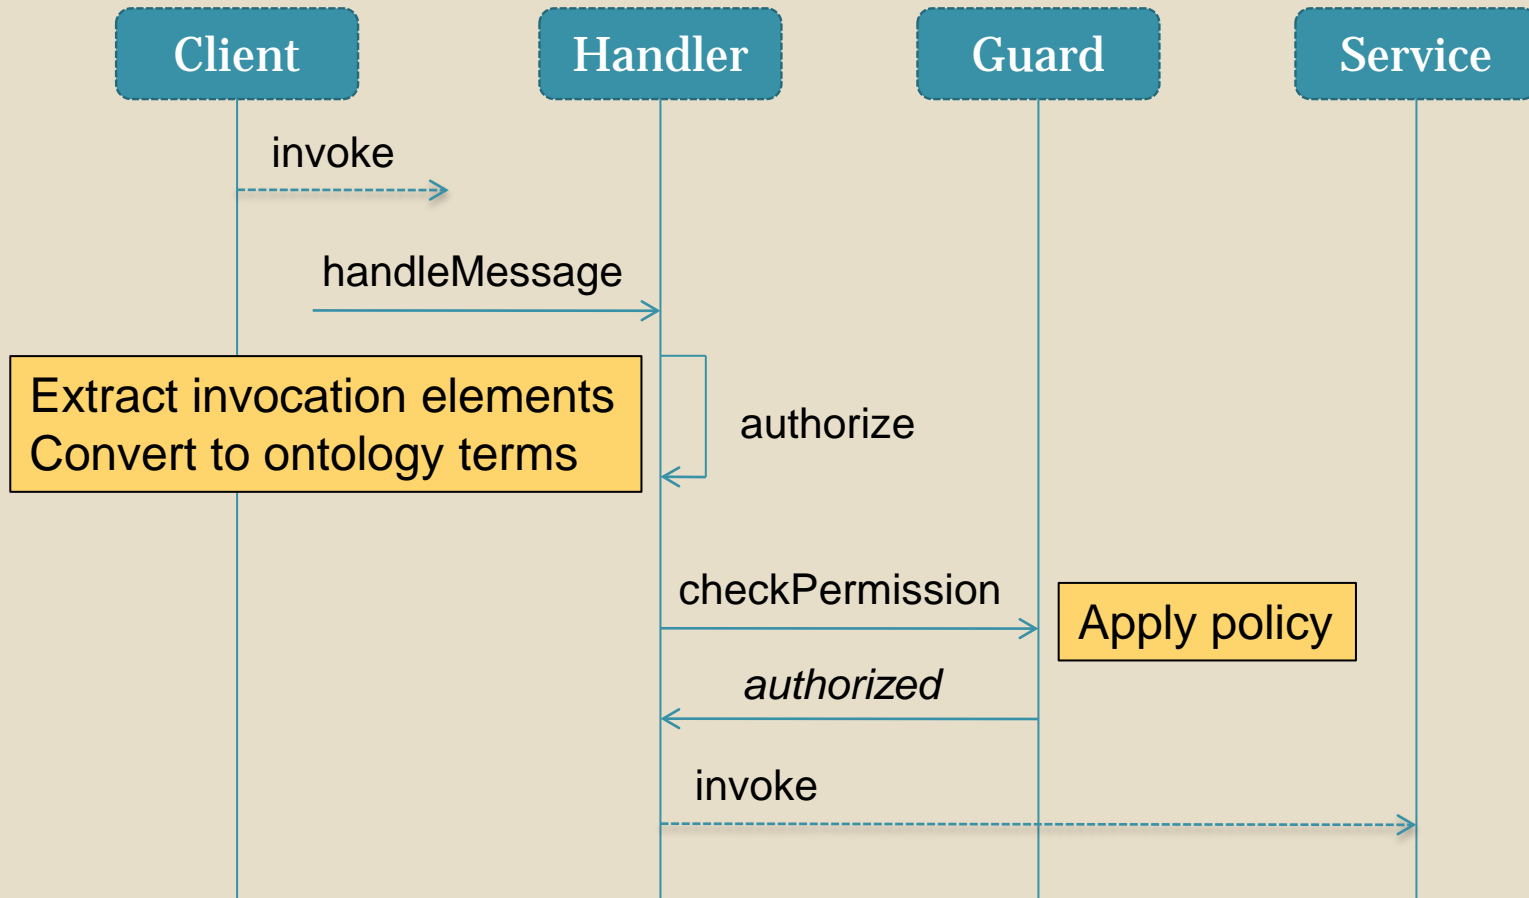 Client
Handler
Guard
Service
invoke
handleMessage
Extract invocation elements
Convert to ontology terms
authorize
checkPermission
Apply policy
authorized
invoke